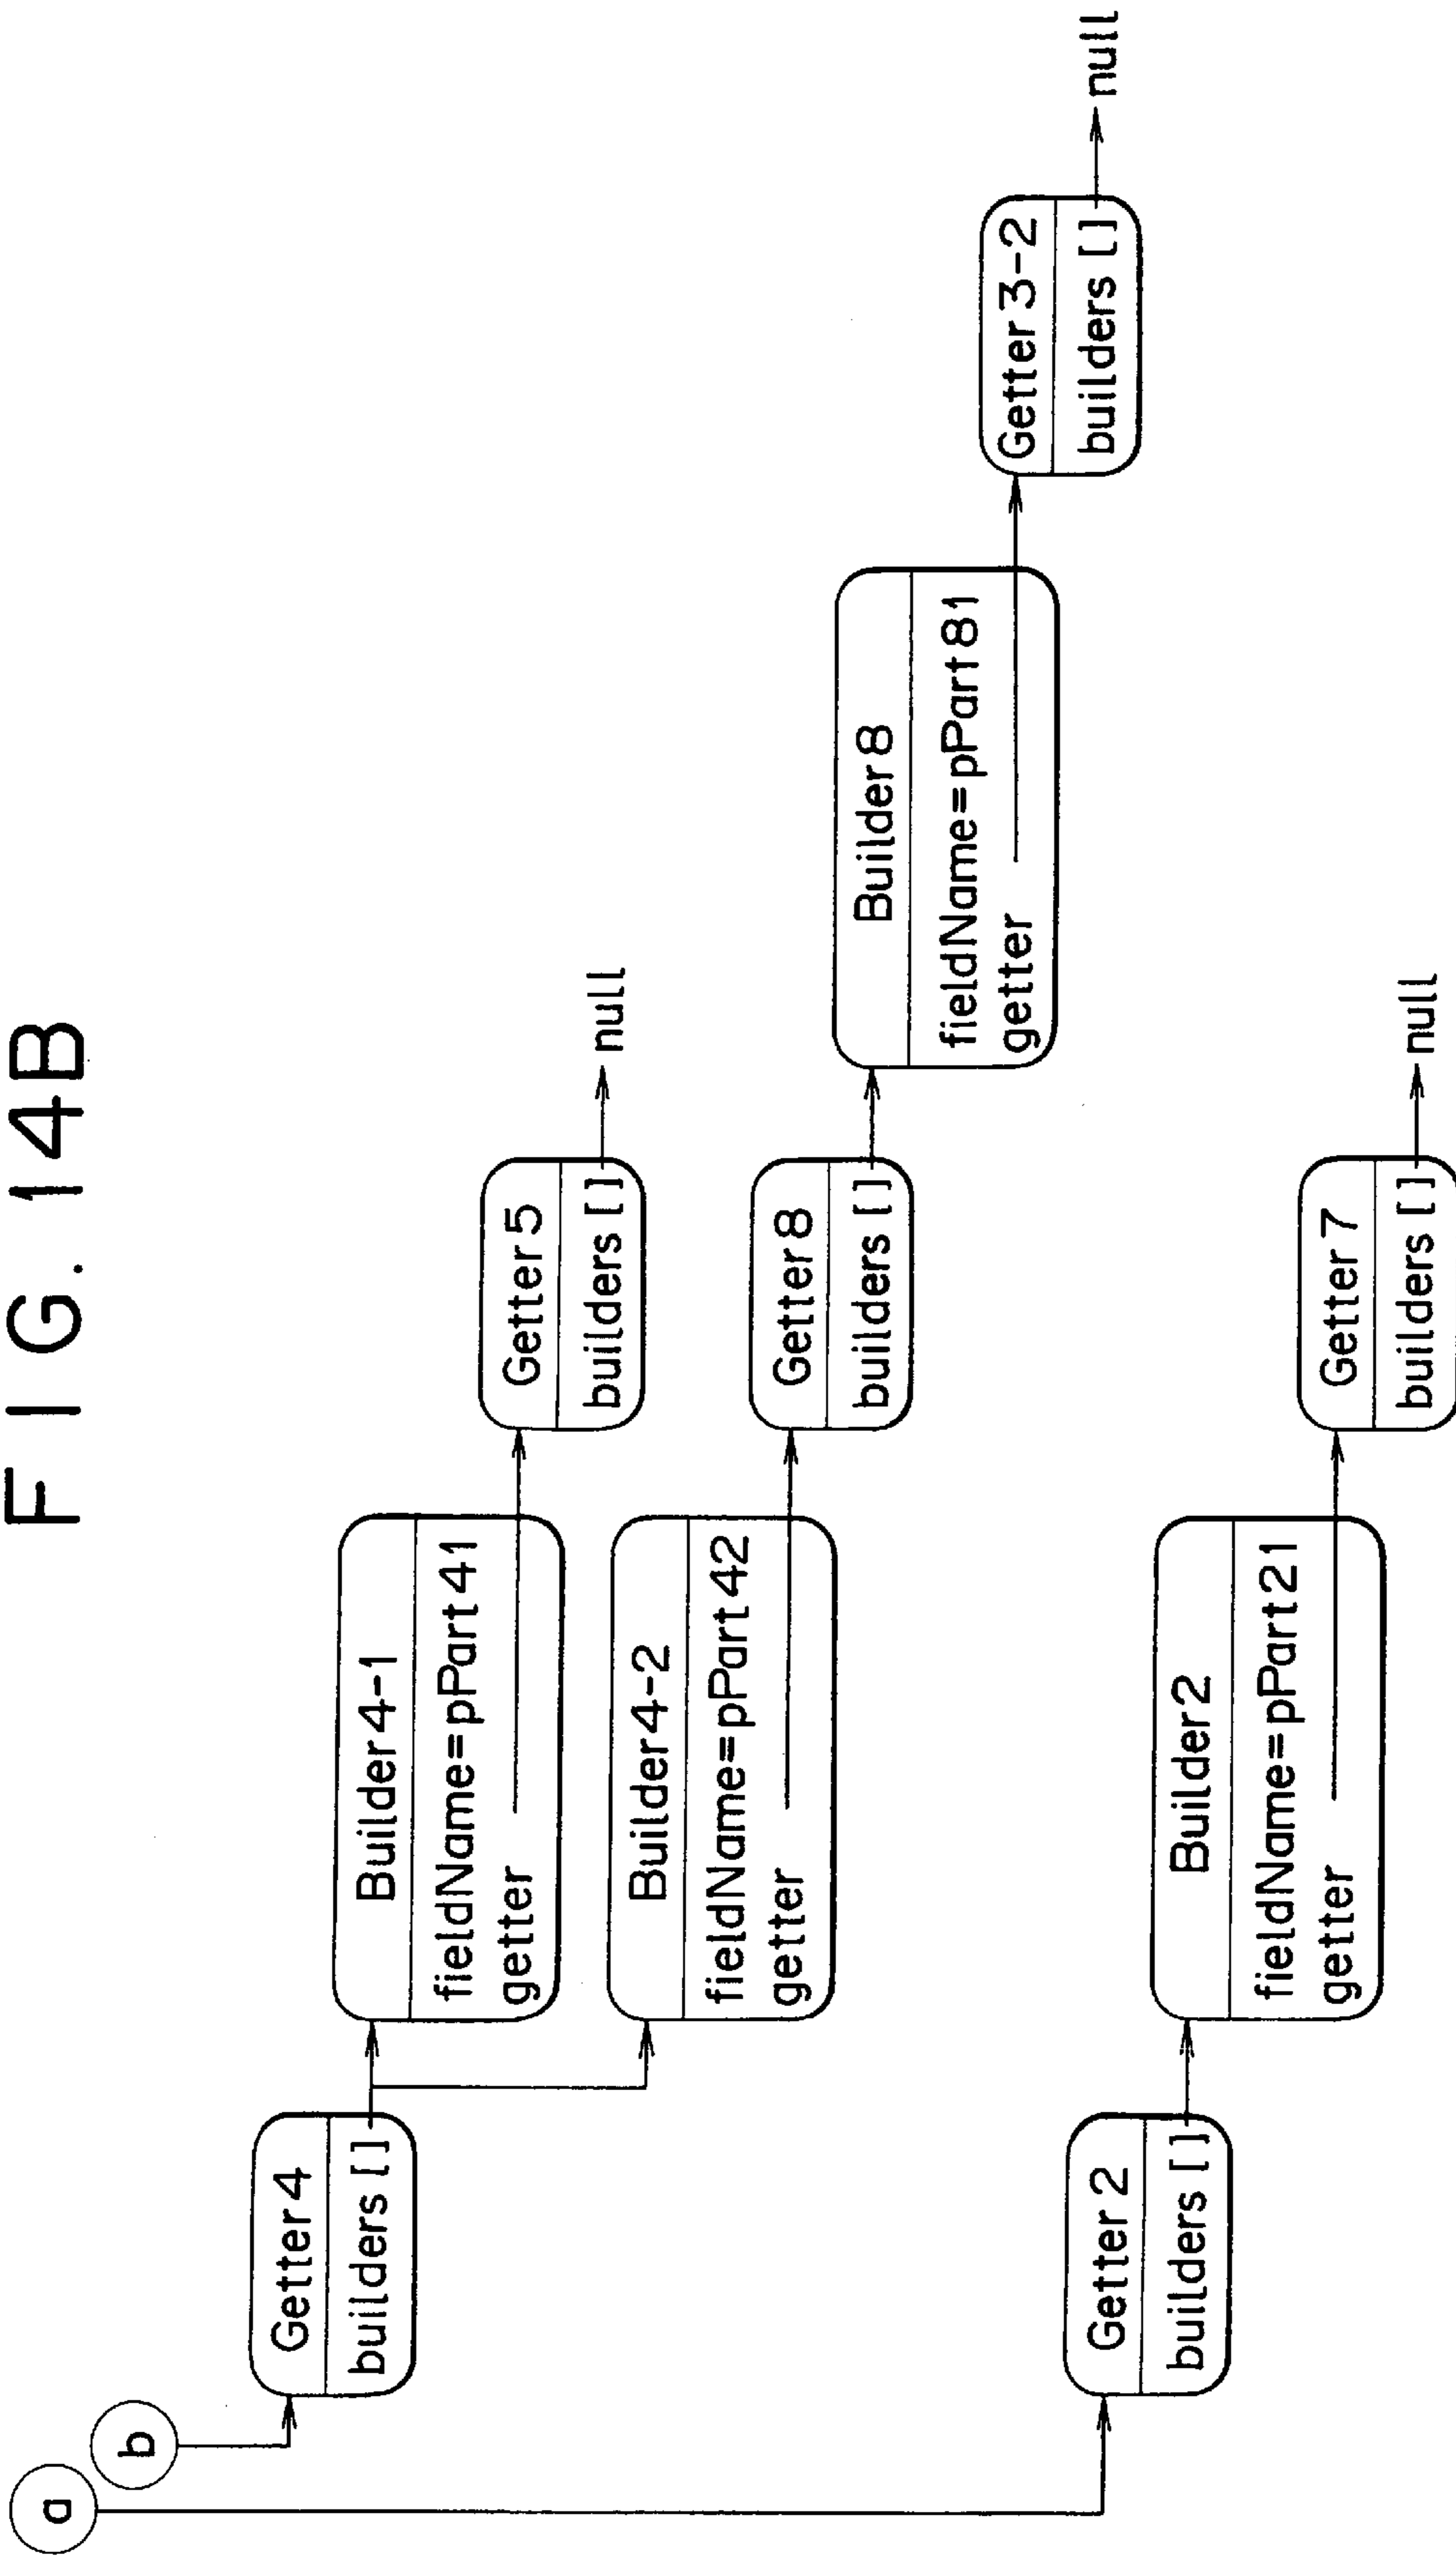 FIG. 14B
a
b
Getter 4
builders []
Builder 4-1
fieldName=pPart 41
getter
Getter 5
builders []
null
Builder 4-2
fieldName=pPart 42
getter
Getter 8
builders []
Builder 8
fieldName=pPart 81
getter
Getter 3-2
builders []
null
Getter 2
builders []
Builder 2
fieldName=pPart 21
getter
Getter 7
builders []
null